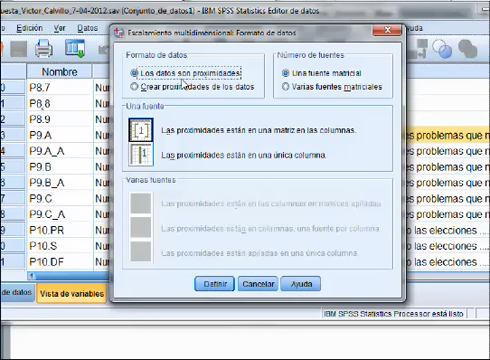 uesta_Victor_Calvillo_7-04-2012.sav (Conjunto_de_datos1) - IBM SPSS Statistics Editor de datos
Edición Ver Datos
Escalamiento multidimensional: Formato de datos
Nombre
Formato de datos
Los datos son proximidades
Crear proximidades de los datos
Número de fuentes
Una fuente matricial
Varias fuentes matriciales
P8.7
P8.8
P8.9
P9.A
P9.A_A
P9.B
P9.B_A
P9.C
P9.C_A
P10.PR
P10.S
P10.DF
Una fuente
Las proximidades están en una matriz en las columnas.
Las proximidades están en una única columna.
Varias fuentes
Las proximidades están en las columnas en matrices apiladas.
Las proximidades están en columnas, una fuente por columna.
Las proximidades están apiladas en una única columna.
problemas que
problemas que
problemas que
problemas que
problemas que
problemas que
las elecciones ....
las elecciones ....
las elecciones ....
Definir Cancelar Ayuda
de datos Vista de variables
IBM SPSS Statistics Processor está listo